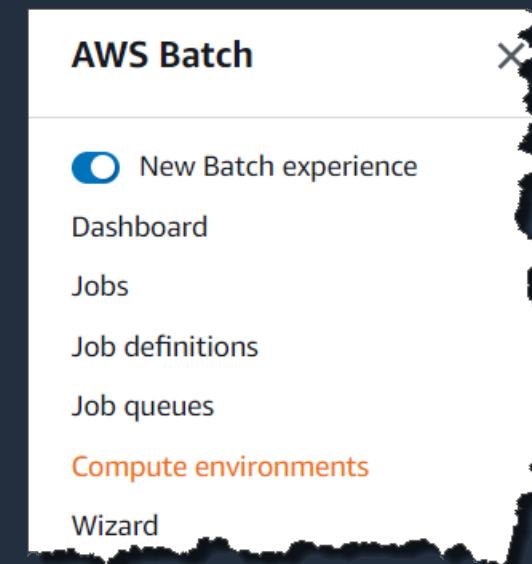 AWS Batch
New Batch experience
Dashboard
Jobs
Job definitions
Job queues
Compute environments
Wizard